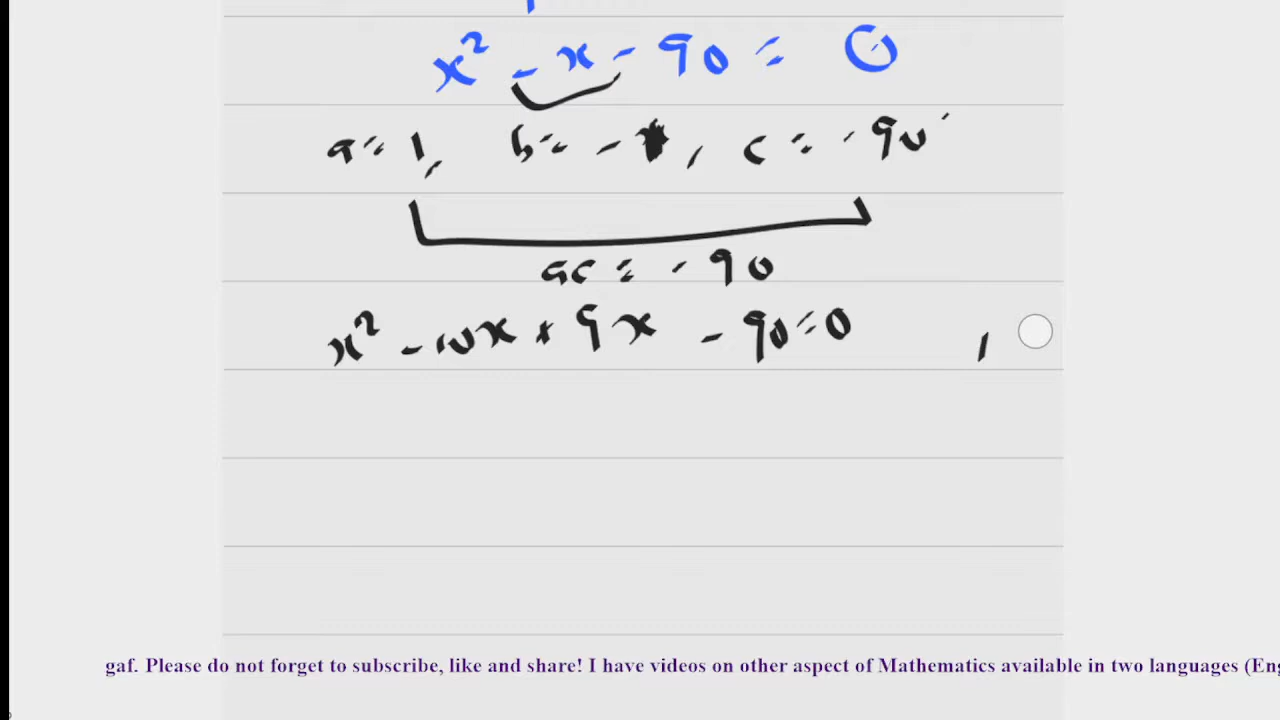 x² - x - 90 = 0
a = 1, b = -1, c = -90
ac = -90
x² - 10x + 9x - 90 = 0
gaf. Please do not forget to subscribe, like and share! I have videos on other aspect of Mathematics available in two languages (Eng